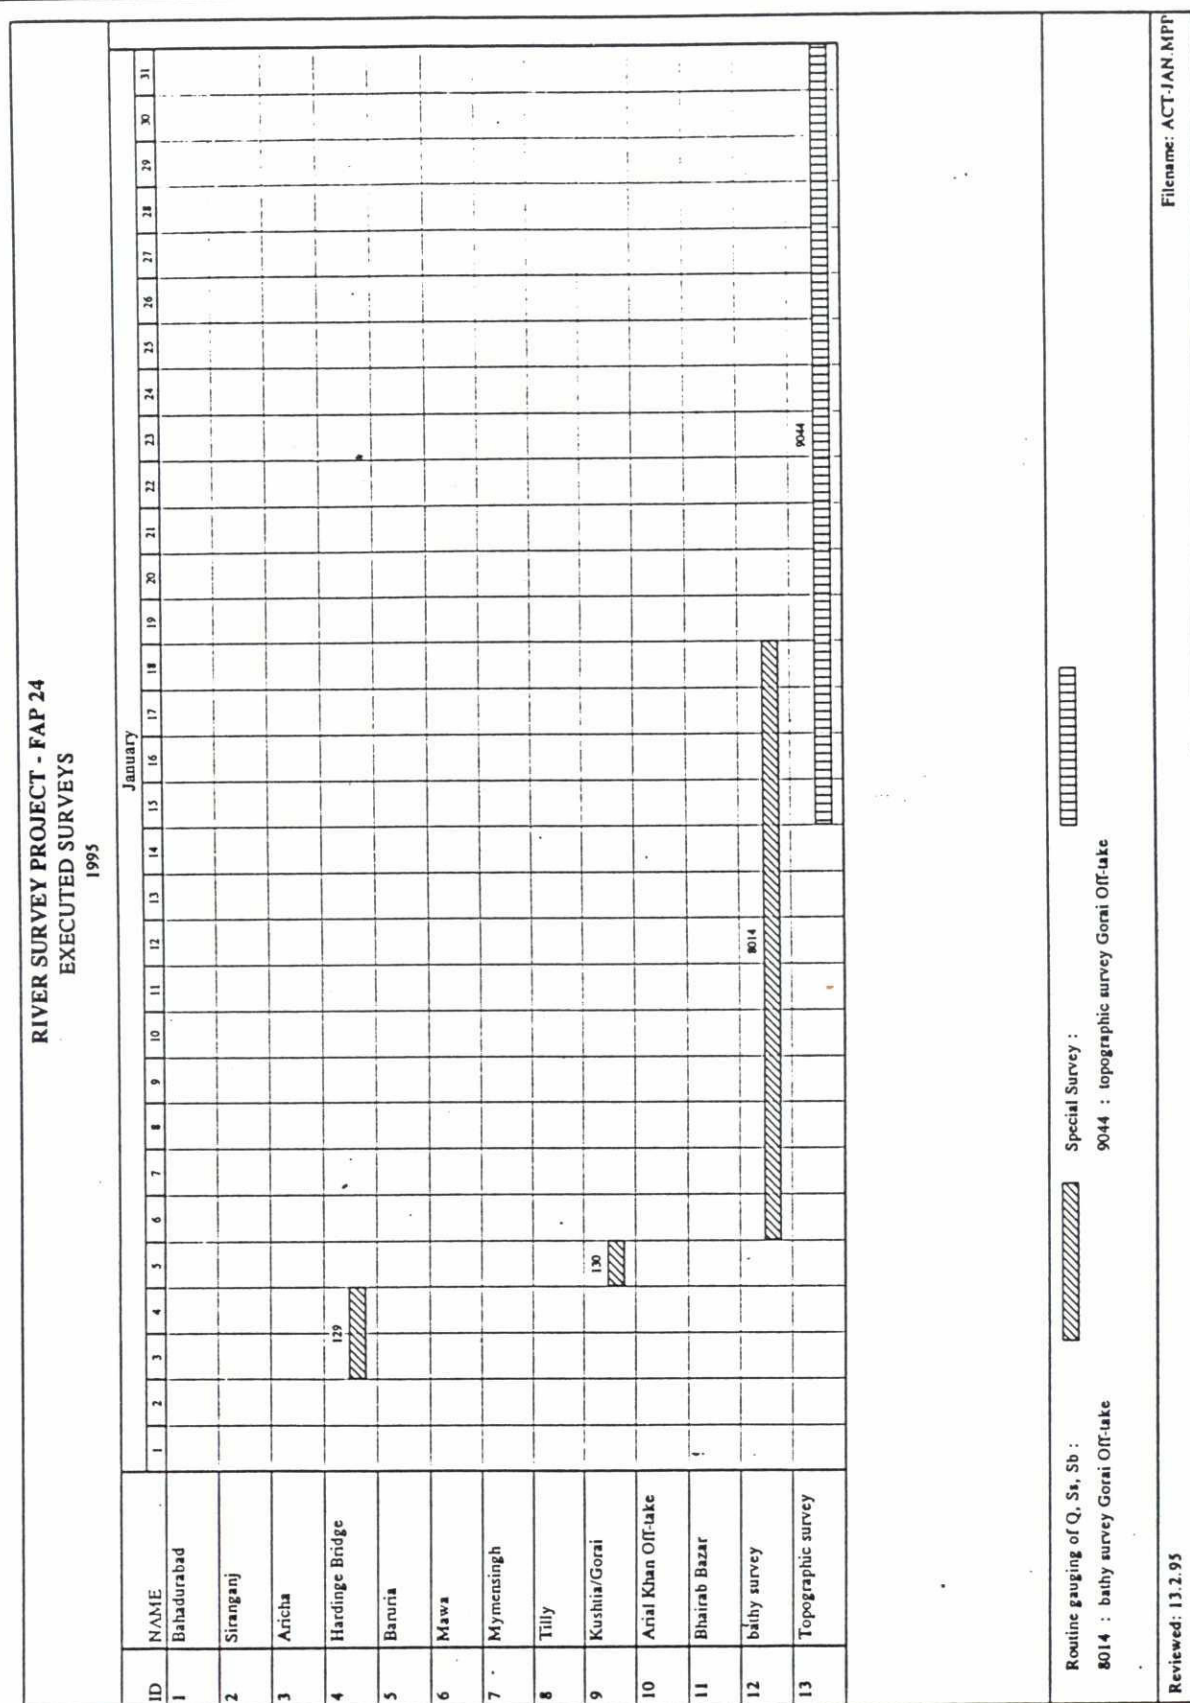 RIVER SURVEY PROJECT - FAP 24
EXECUTED SURVEYS
1995
January
ID NAME 1 2 3 4 5 6 7 8 9 10 11 12 13 14 15 16 17 18 19 20 21 22 23 24 25 26 27 28 29 30 31
1 Bahadurabad
2 Siranganj
3 Aricha
4 Hardinge Bridge 129
5 Baruria
6 Mawa
7 Mymensingh
8 Tilly
9 Kushtia/Gorai 130
10 Arial Khan Off-take
11 Bhairab Bazar
12 bathy survey 8014
13 Topographic survey 9044
Routine gauging of Q, Ss, Sb : Special Survey :
8014 : bathy survey Gorai Off-take 9044 : topographic survey Gorai Off-take
Reviewed: 13.2.95 Filename: ACT-JAN.MPP